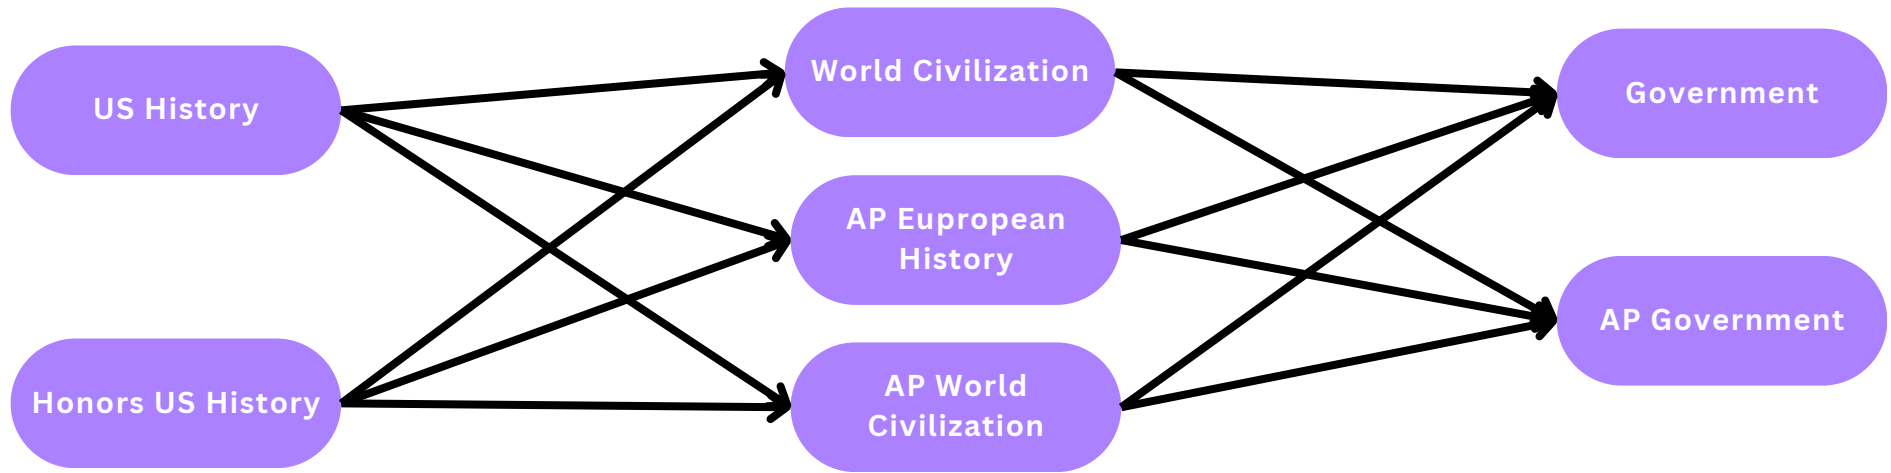 US History
Honors US History
World Civilization
AP Eupropean
History
AP World
Civilization
Government
AP Government